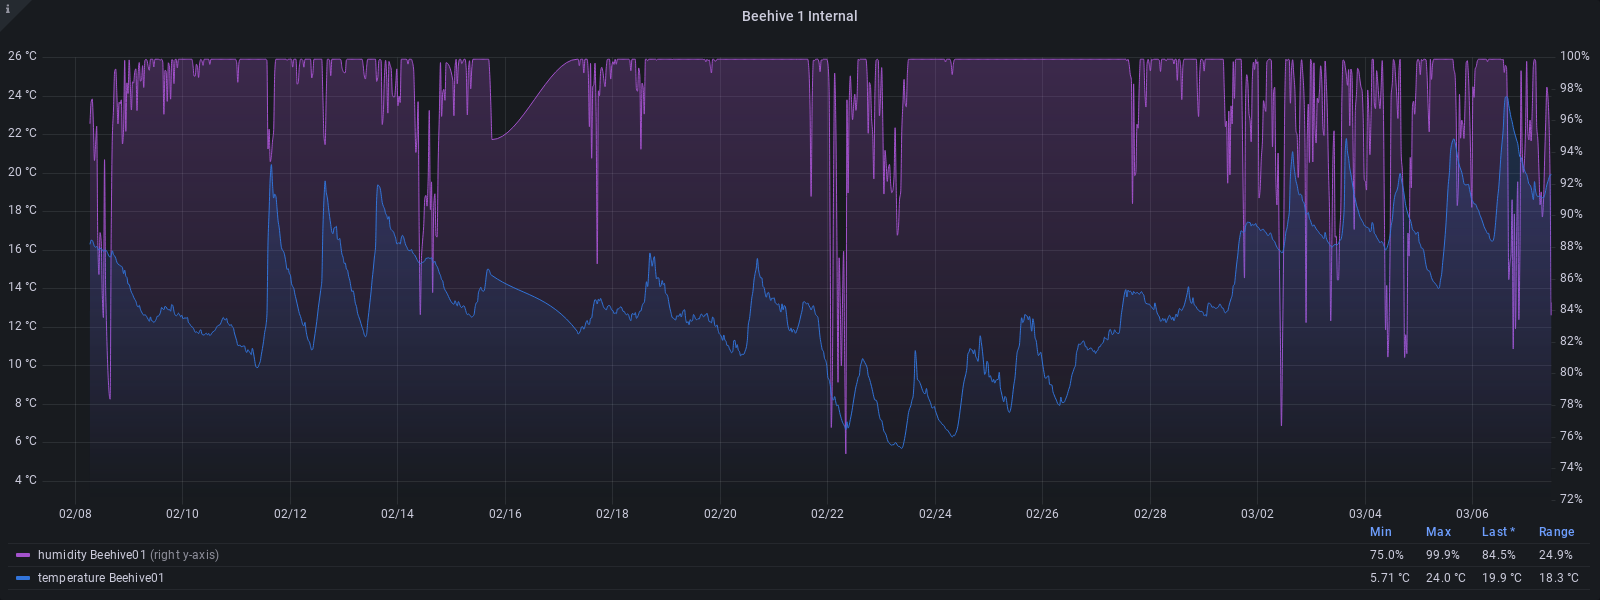 i
Beehive 1 Internal
26 °C 100%
24 °C 98%
22 °C 96%
20 °C 94%
18 °C 92%
16 °C 90%
14 °C 88%
12 °C 86%
10 °C 84%
8 °C 82%
6 °C 80%
4 °C 78%
76%
74%
72%
02/08 02/10 02/12 02/14 02/16 02/18 02/20 02/22 02/24 02/26 02/28 03/02 03/04 03/06
Min Max Last * Range
humidity Beehive01 (right y-axis) 75.0% 99.9% 84.5% 24.9%
temperature Beehive01 5.71 °C 24.0 °C 19.9 °C 18.3 °C